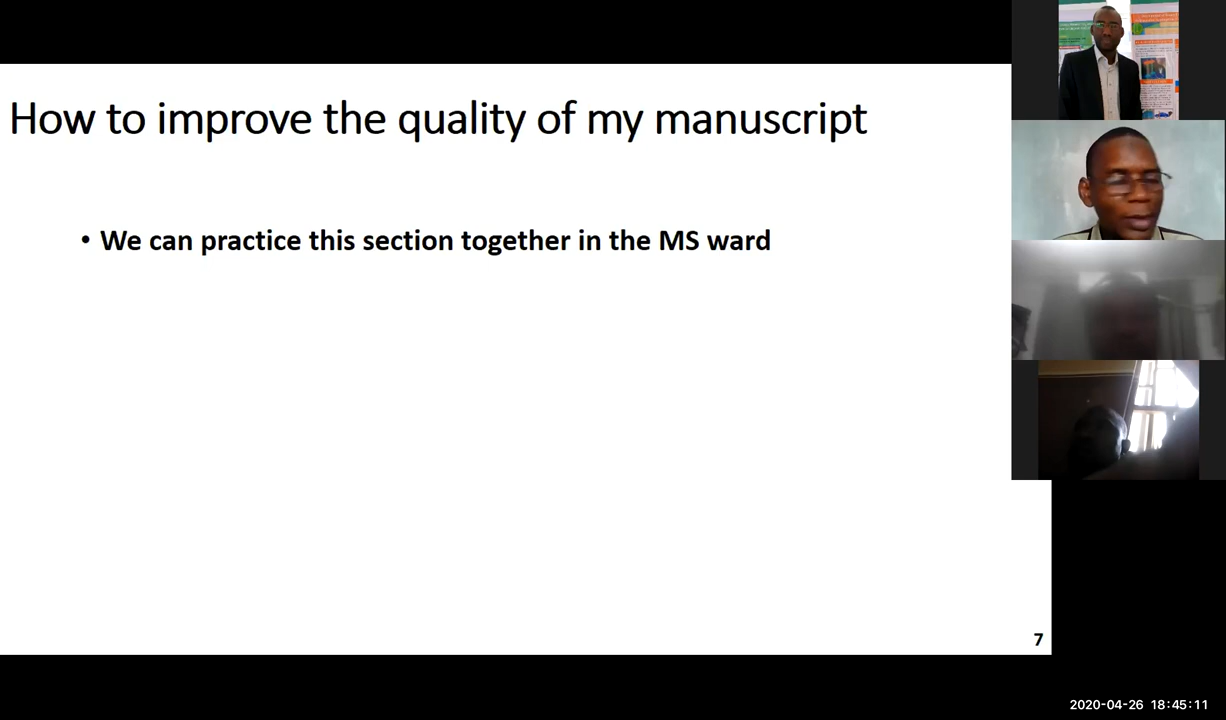 How to improve the quality of my manuscript
• We can practice this section together in the MS ward
7
2020-04-26 18:45:11